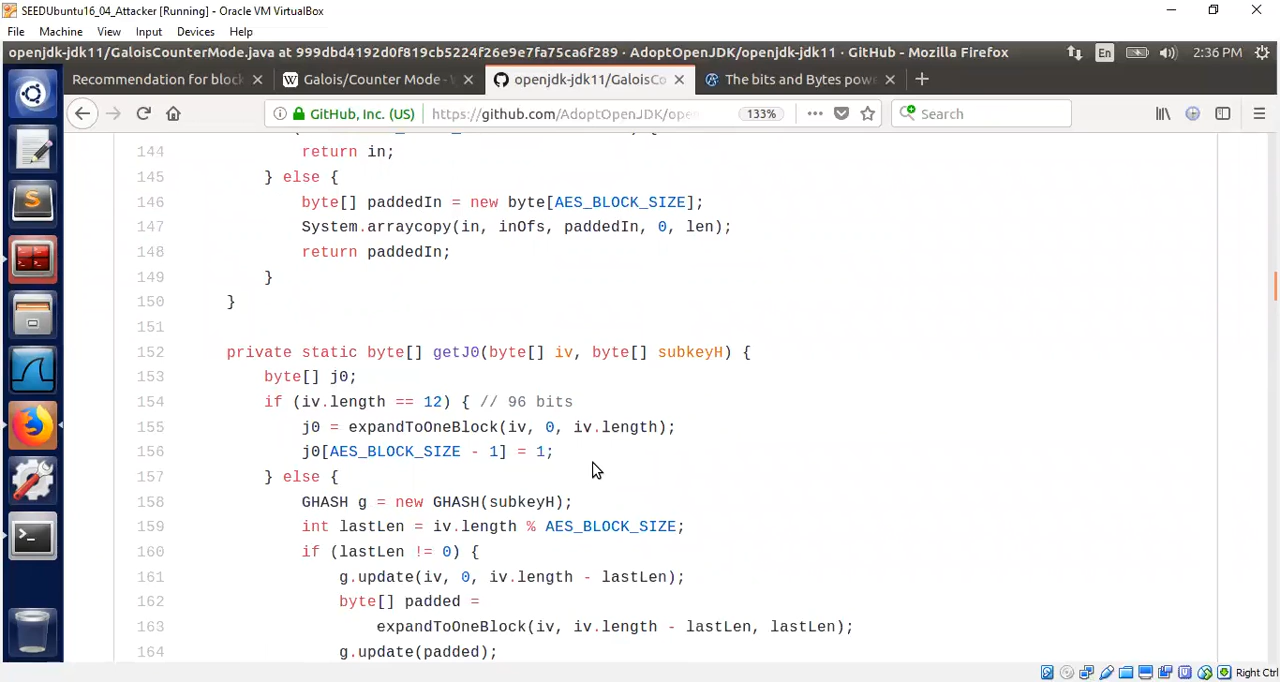 SEEDUbuntu16_04_Attacker [Running] - Oracle VM VirtualBox
File Machine View Input Devices Help
openjdk-jdk11/GaloisCounterMode.java at 999dbd4192d0f819cb5224f26e9e7fa75ca6f289 · AdoptOpenJDK/openjdk-jdk11 · GitHub - Mozilla Firefox En 2:36 PM
Recommendation for block Galois/Counter Mode - openjdk-jdk11/GaloisCo The bits and Bytes pow
GitHub, Inc. (US) https://github.com/AdoptOpenJDK/open 133% Search
144 return in;
145 } else {
146 byte[] paddedIn = new byte[AES_BLOCK_SIZE];
147 System.arraycopy(in, inOfs, paddedIn, 0, len);
148 return paddedIn;
149 }
150 }
151
152 private static byte[] getJ0(byte[] iv, byte[] subkeyH) {
153 byte[] j0;
154 if (iv.length == 12) { // 96 bits
155 j0 = expandToOneBlock(iv, 0, iv.length);
156 j0[AES_BLOCK_SIZE - 1] = 1;
157 } else {
158 GHASH g = new GHASH(subkeyH);
159 int lastLen = iv.length % AES_BLOCK_SIZE;
160 if (lastLen != 0) {
161 g.update(iv, 0, iv.length - lastLen);
162 byte[] padded =
163 expandToOneBlock(iv, iv.length - lastLen, lastLen);
164 g.update(padded);
Right Ctrl